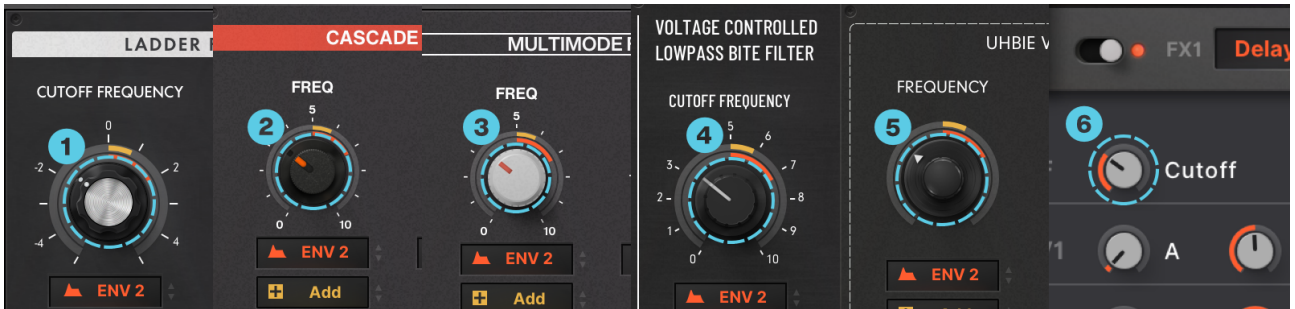 LADDER
CUTOFF FREQUENCY
1
0
-2
2
-4
4
ENV 2
CASCADE
FREQ
2
5
0
10
ENV 2
Add
MULTIMODE
FREQ
3
5
0
10
ENV 2
Add
VOLTAGE CONTROLLED
LOWPASS BITE FILTER
CUTOFF FREQUENCY
4
5
6
3
7
2
8
1
9
0
10
ENV 2
UHBIE
FREQUENCY
5
ENV 2
FX1
Delay
6
Cutoff
A